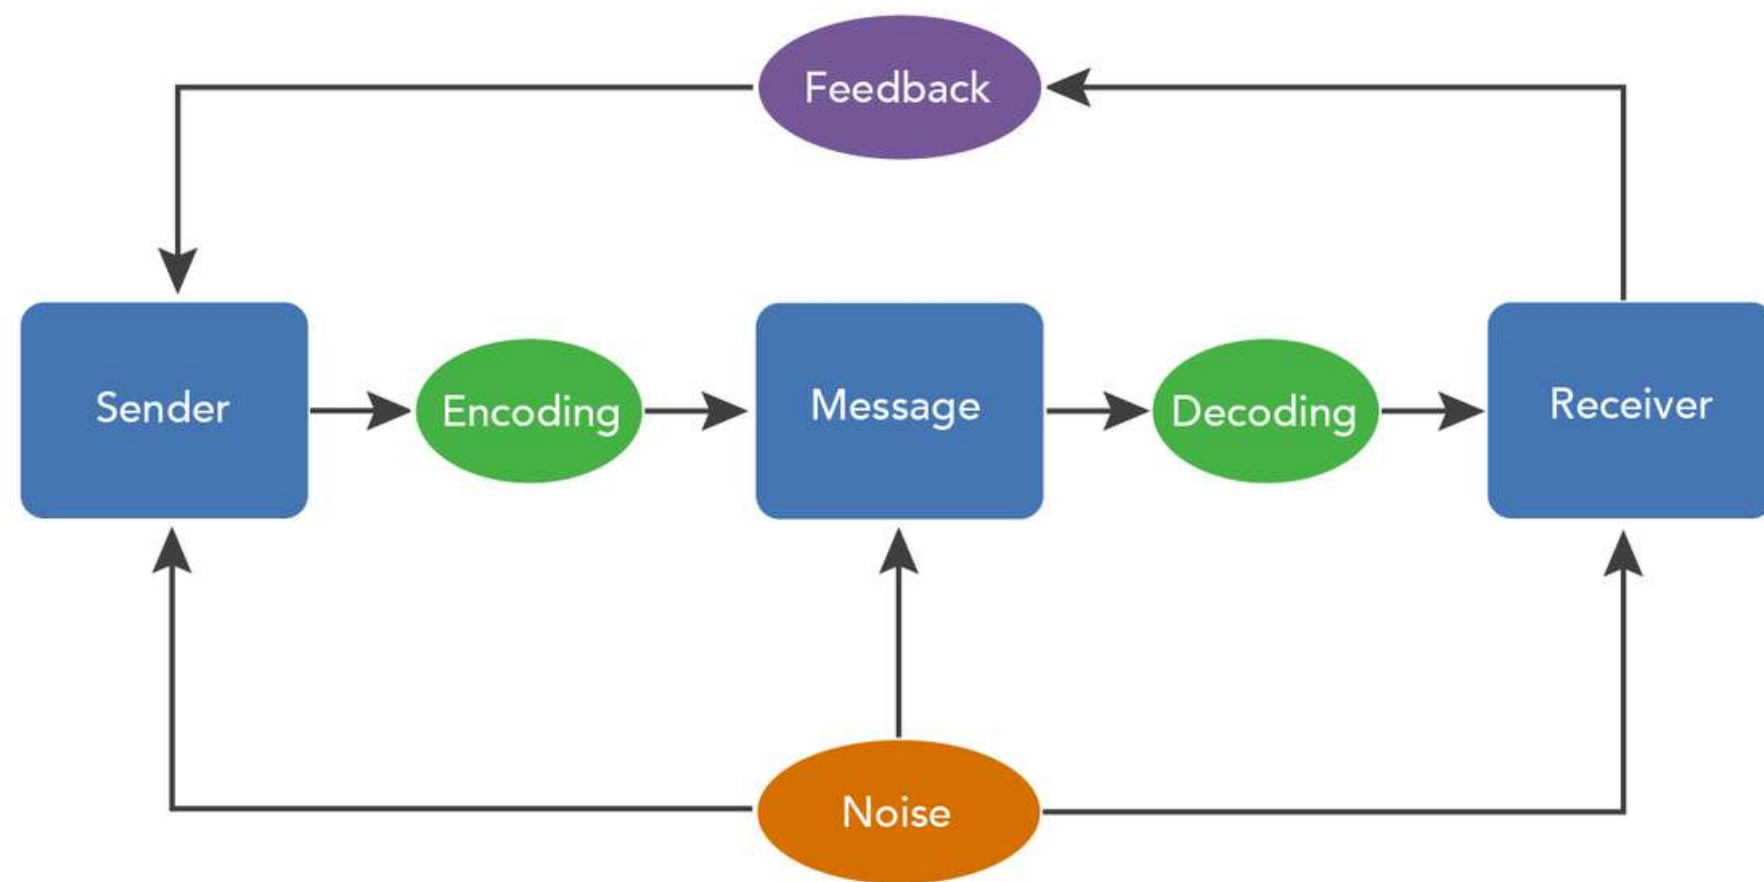 Feedback
Sender
Encoding
Message
Decoding
Receiver
Noise